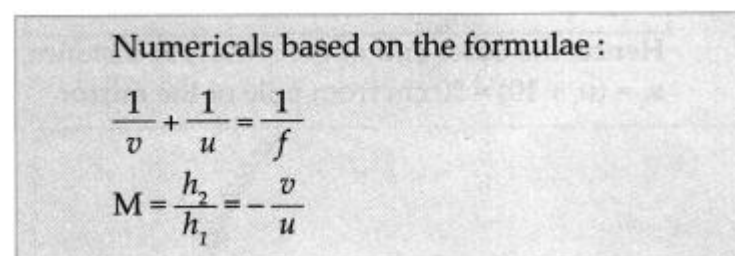 Numericals based on the formulae :
1/v + 1/u = 1/f
M = h₂/h₁ = − v/u